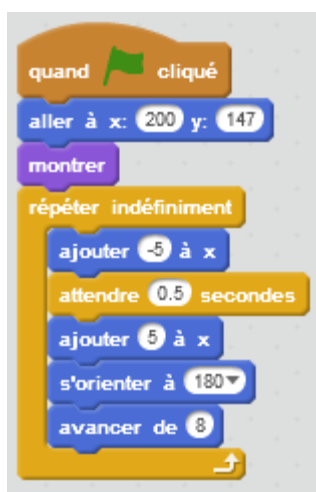 quand cliqué
aller à x: 200 y: 147
montrer
répéter indéfiniment
ajouter -5 à x
attendre 0.5 secondes
ajouter 5 à x
s'orienter à 180
avancer de 8